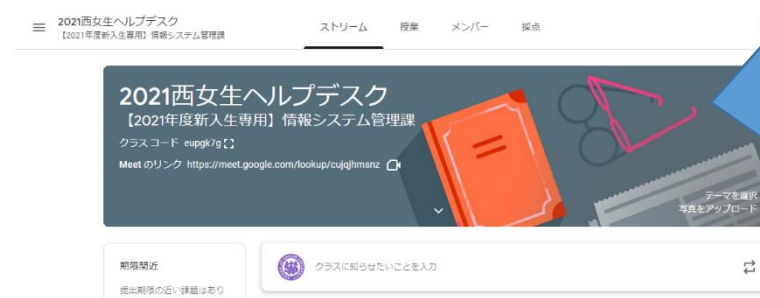 2021西女生ヘルプデスク
【2021年度新入生専用】情報システム管理課
ストリーム 授業 メンバー 採点
2021西女生ヘルプデスク
【2021年度新入生専用】情報システム管理課
クラス コード eupgk7g
Meet のリンク https://meet.google.com/lookup/cujqjhmsnz
テーマを選択
写真をアップロード
期限間近
クラスに知らせたいことを入力
提出期限の近い課題はあり